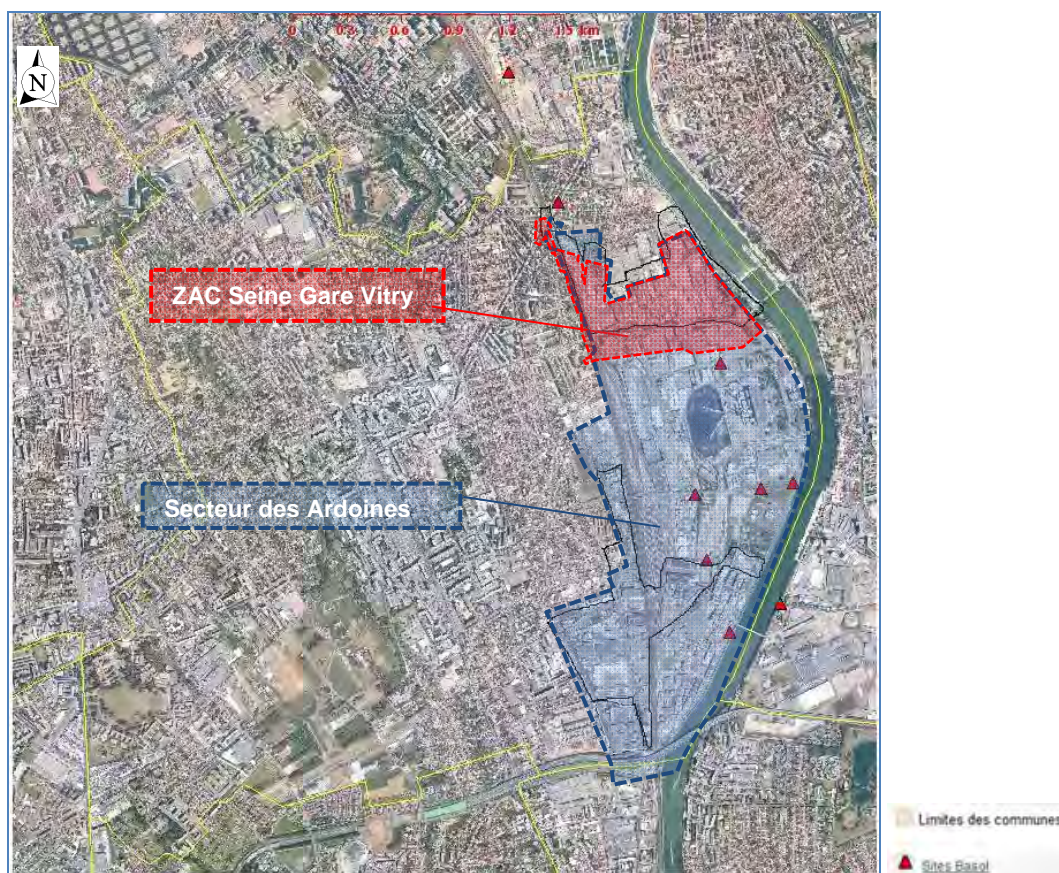 0 0.3 0.6 0.9 1.2 1.5 km
N
ZAC Seine Gare Vitry
Secteur des Ardoines
Limites des communes
Sites Basol